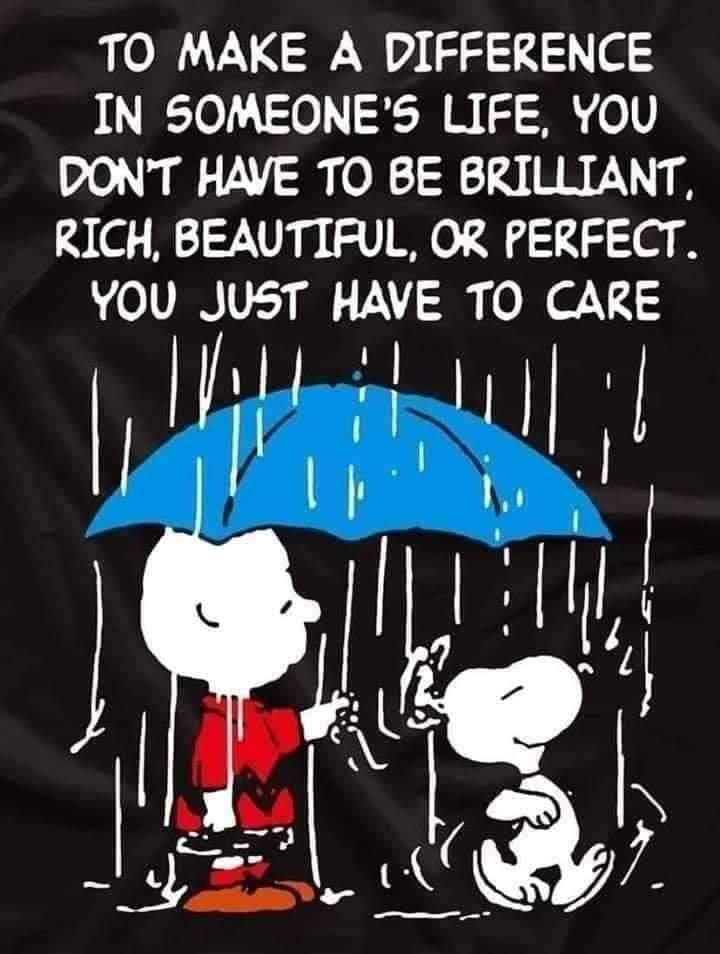 TO MAKE A DIFFERENCE
IN SOMEONE'S LIFE, YOU
DON'T HAVE TO BE BRILLIANT,
RICH, BEAUTIFUL, OR PERFECT.
YOU JUST HAVE TO CARE